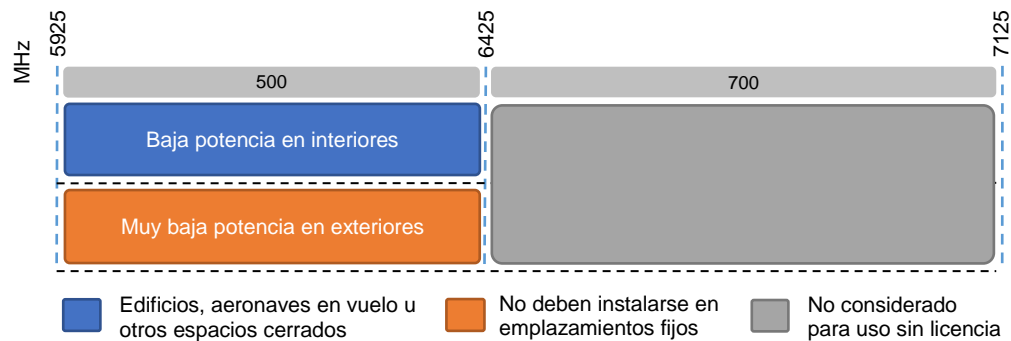 MHz
5925
6425
7125
500
700
Baja potencia en interiores
Muy baja potencia en exteriores
Edificios, aeronaves en vuelo u
otros espacios cerrados
No deben instalarse en
emplazamientos fijos
No considerado
para uso sin licencia